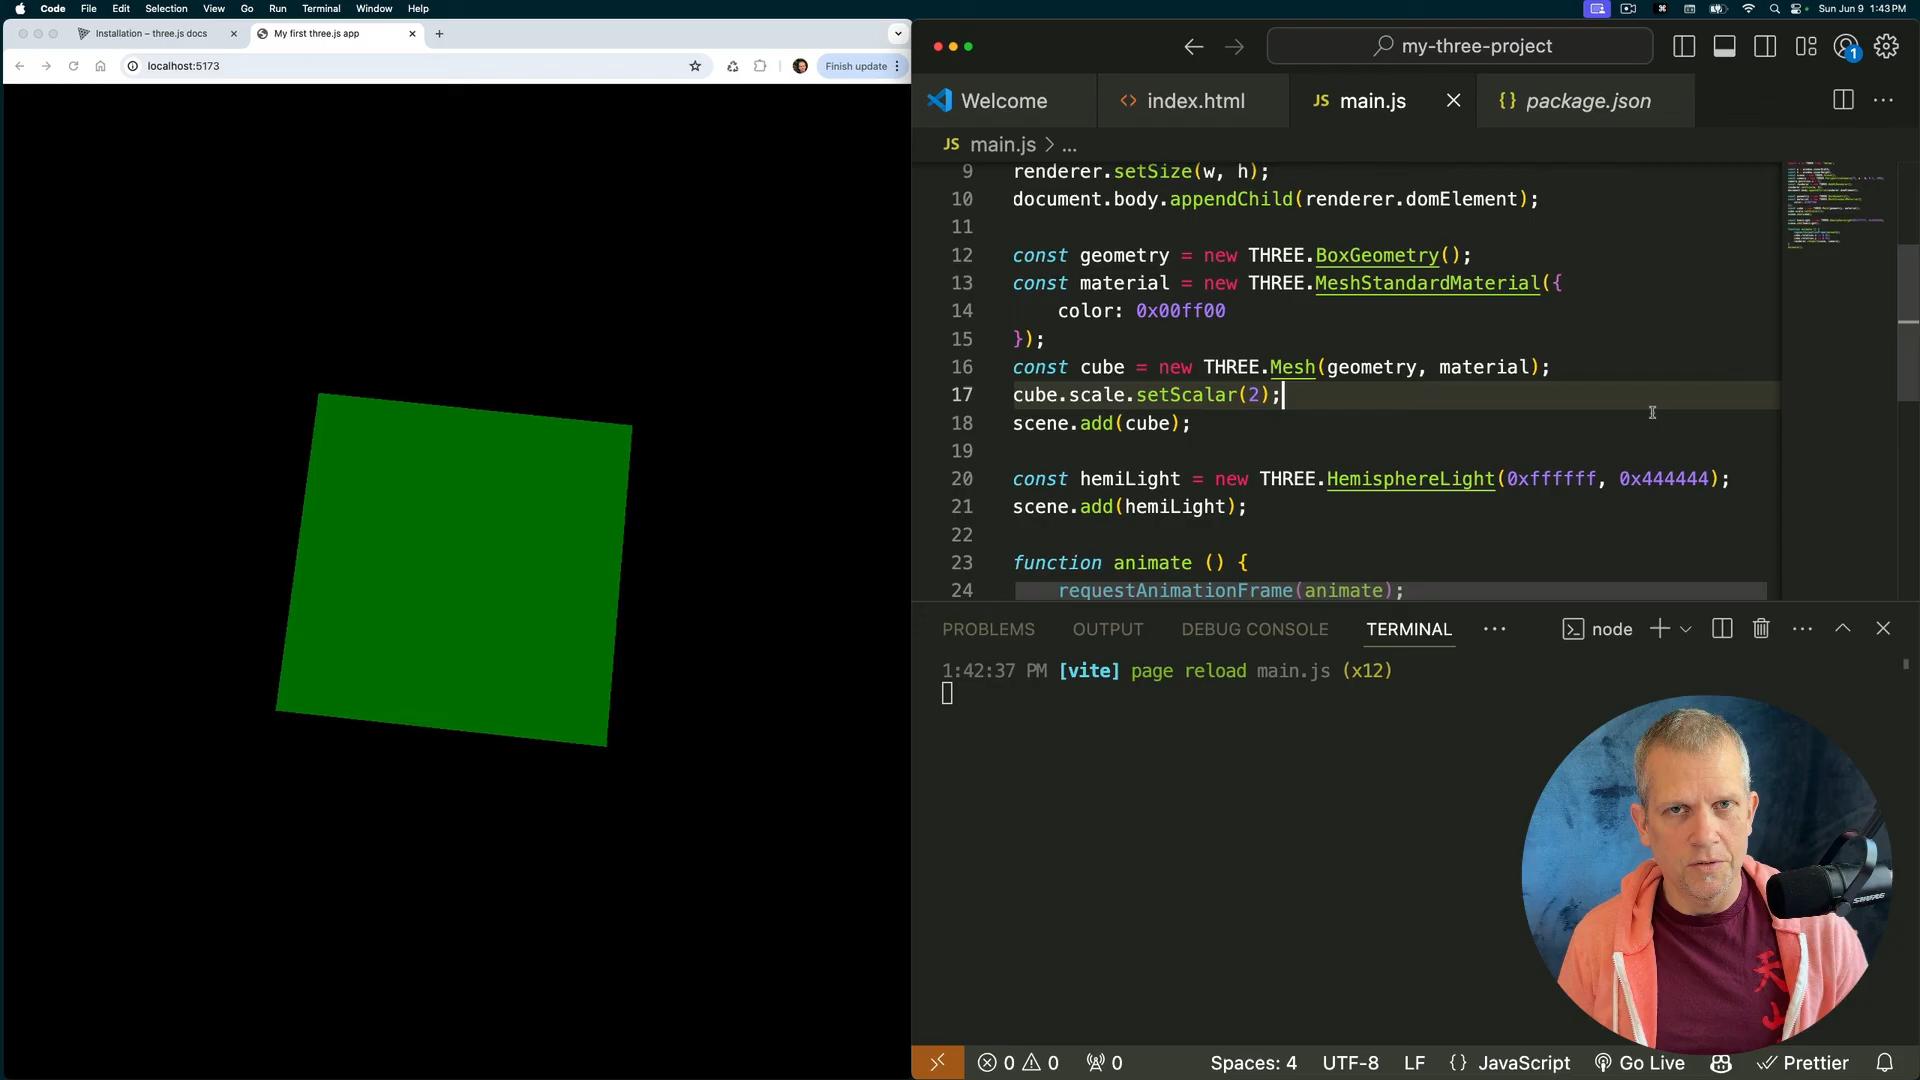 Code File Edit Selection View Go Run Terminal Window Help
Sun Jun 9 1:43 PM
Installation – three.js docs
My first three.js app
localhost:5173
Finish update
my-three-project
1
Welcome
index.html
JS main.js
{} package.json
JS main.js > ...
9 renderer.setSize(w, h);
10 document.body.appendChild(renderer.domElement);
11
12 const geometry = new THREE.BoxGeometry();
13 const material = new THREE.MeshStandardMaterial({
14 color: 0x00ff00
15 });
16 const cube = new THREE.Mesh(geometry, material);
17 cube.scale.setScalar(2);
18 scene.add(cube);
19
20 const hemiLight = new THREE.HemisphereLight(0xffffff, 0x444444);
21 scene.add(hemiLight);
22
23 function animate () {
24 requestAnimationFrame(animate);
PROBLEMS OUTPUT DEBUG CONSOLE TERMINAL ... node
1:42:37 PM [vite] page reload main.js (x12)
SHURE
天
山
0 0 0 Spaces: 4 UTF-8 LF {} JavaScript Go Live Prettier